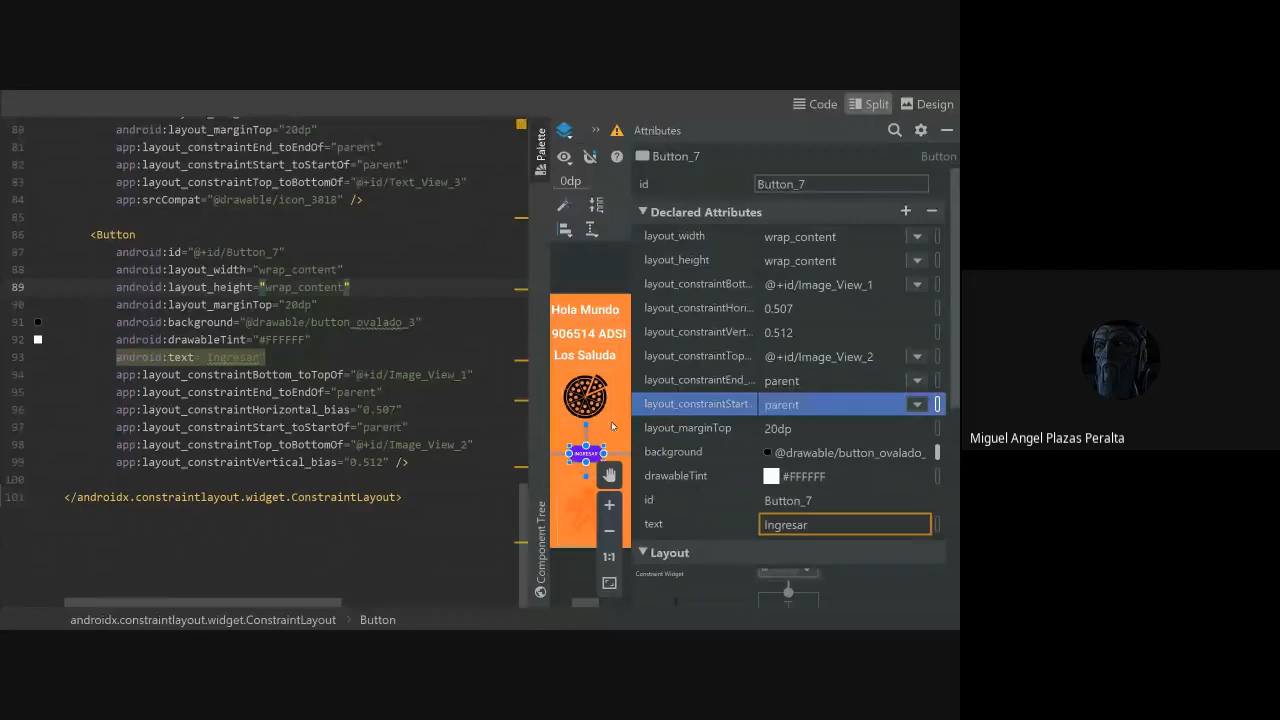 Code Split Design
80 android:layout_marginTop="20dp"
81 app:layout_constraintEnd_toEndOf="parent"
82 app:layout_constraintStart_toStartOf="parent"
83 app:layout_constraintTop_toBottomOf="@+id/Text_View_3"
84 app:srcCompat="@drawable/icon_3818" />
85
86 <Button
87 android:id="@+id/Button_7"
88 android:layout_width="wrap_content"
89 android:layout_height="wrap_content"
90 android:layout_marginTop="20dp"
91 android:background="@drawable/button_ovalado_3"
92 android:drawableTint="#FFFFFF"
93 android:text="Ingresar"
94 app:layout_constraintBottom_toTopOf="@+id/Image_View_1"
95 app:layout_constraintEnd_toEndOf="parent"
96 app:layout_constraintHorizontal_bias="0.507"
97 app:layout_constraintStart_toStartOf="parent"
98 app:layout_constraintTop_toBottomOf="@+id/Image_View_2"
99 app:layout_constraintVertical_bias="0.512" />
100
101 </androidx.constraintlayout.widget.ConstraintLayout>
androidx.constraintlayout.widget.ConstraintLayout › Button
Palette
Component Tree
0dp
Hola Mundo
906514 ADSI
Los Saluda
INGRESAR
1:1
Attributes
Button_7 Button
id Button_7
Declared Attributes
layout_width wrap_content
layout_height wrap_content
layout_constraintBott... @+id/Image_View_1
layout_constraintHori... 0.507
layout_constraintVert... 0.512
layout_constraintTop... @+id/Image_View_2
layout_constraintEnd_... parent
layout_constraintStart... parent
layout_marginTop 20dp
background @drawable/button_ovalado_
drawableTint #FFFFFF
id Button_7
text Ingresar
Layout
Constraint Widget
Miguel Angel Plazas Peralta